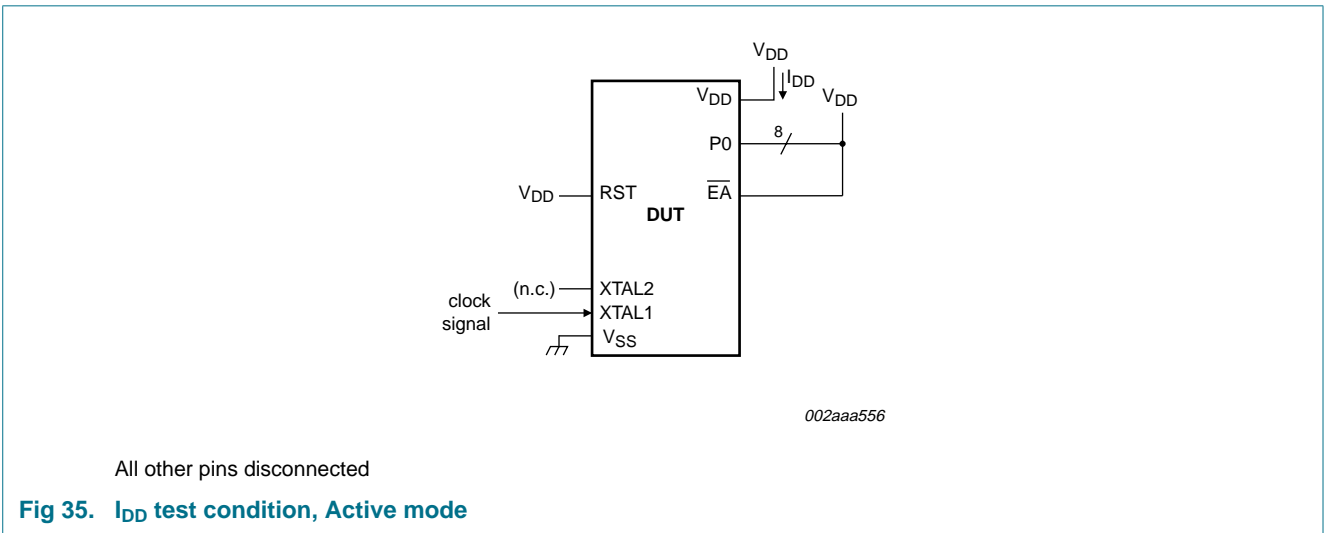 VDD
IDD
VDD
VDD
8
P0
VDD
RST
EA
DUT
(n.c.)
XTAL2
clock
signal
XTAL1
VSS
002aaa556
All other pins disconnected
Fig 35. IDD test condition, Active mode